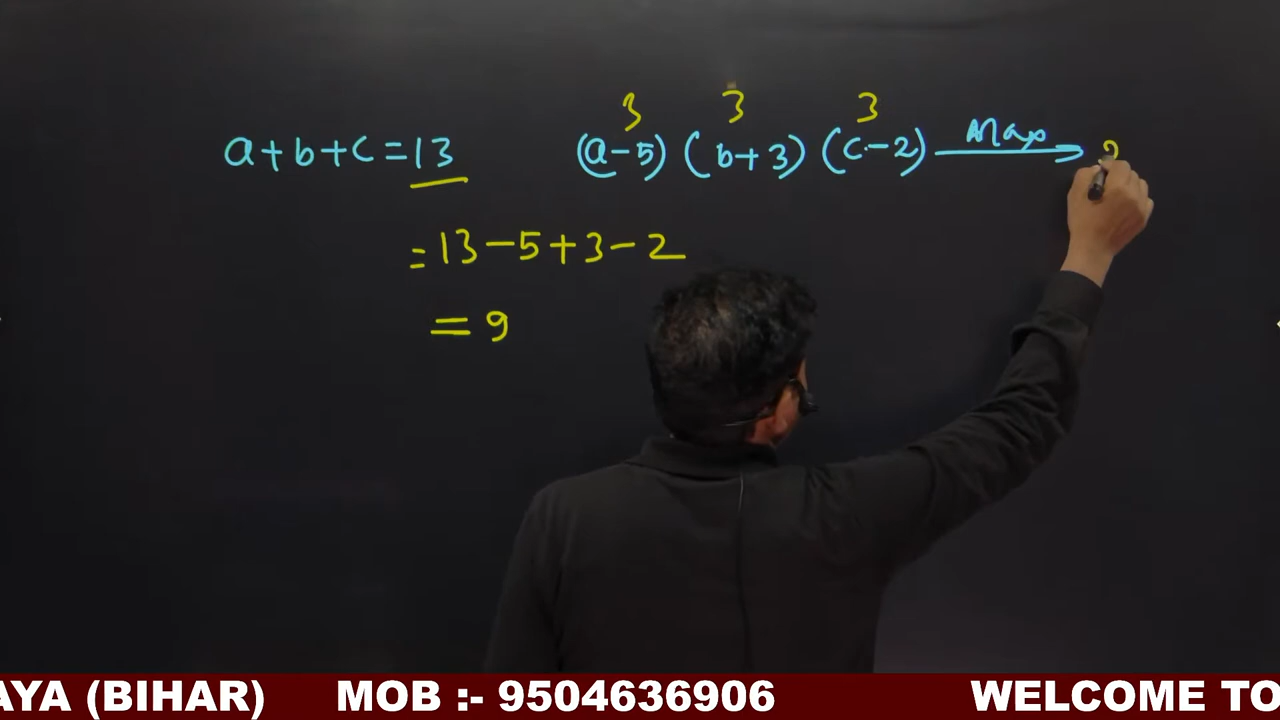 3 3 3
a+b+c=13 (a-5) (b+3) (c-2) Max
=13-5+3-2
=9
AYA (BIHAR) MOB :- 9504636906 WELCOME TO